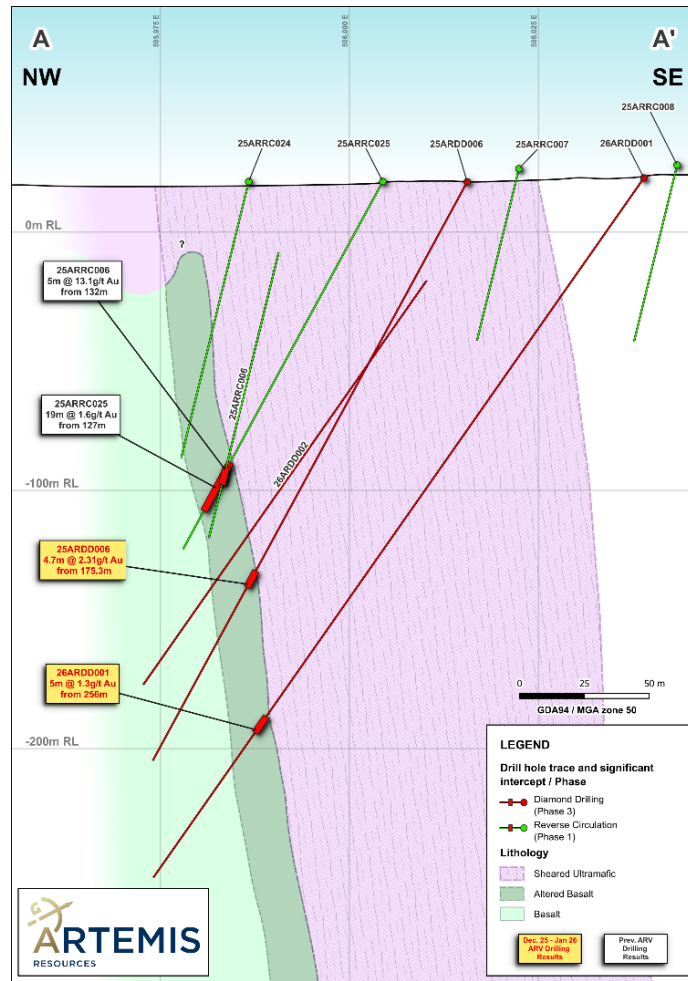 A
A'
NW
SE
505,975 E
506,000 E
506,025 E
25ARRC008
25ARRC024
25ARRC025
25ARDD006
25ARRC007
26ARDD001
0m RL
?
25ARRC006
5m @ 13.1g/t Au
from 132m
25ARRC006
25ARRC025
19m @ 1.6g/t Au
from 127m
26ARDD002
-100m RL
25ARDD006
4.7m @ 2.31g/t Au
from 175.3m
26ARDD001
5m @ 1.3g/t Au
from 256m
0 25 50 m
GDA94 / MGA zone 50
-200m RL
LEGEND
Drill hole trace and significant
intercept / Phase
Diamond Drilling
(Phase 3)
Reverse Circulation
(Phase 1)
Lithology
Sheared Ultramafic
Altered Basalt
Basalt
Dec. 25 - Jan 26
ARV Drilling
Results
Prev. ARV
Drilling
Results
ARTEMIS
RESOURCES